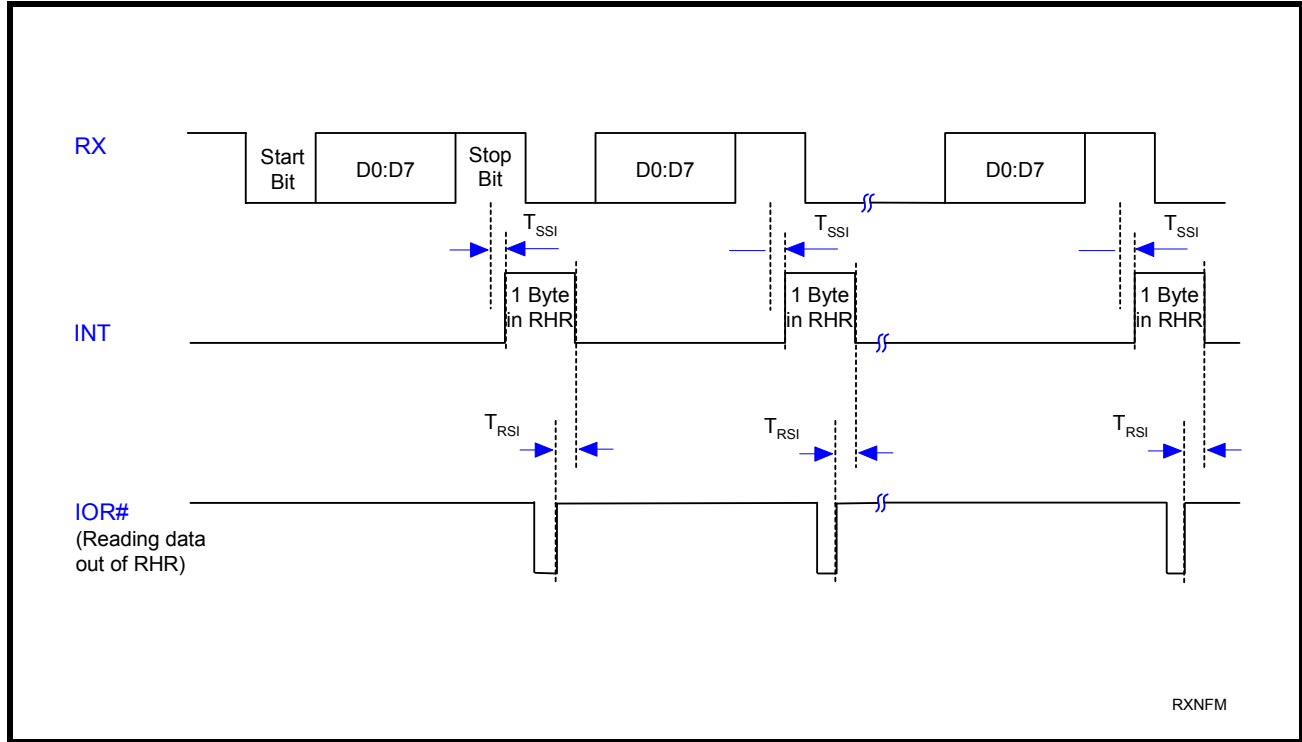 RX
Start
Bit
D0:D7
Stop
Bit
D0:D7
D0:D7
TSSI
TSSI
TSSI
INT
1 Byte
in RHR
1 Byte
in RHR
1 Byte
in RHR
TRSI
TRSI
TRSI
IOR#
(Reading data
out of RHR)
RXNFM